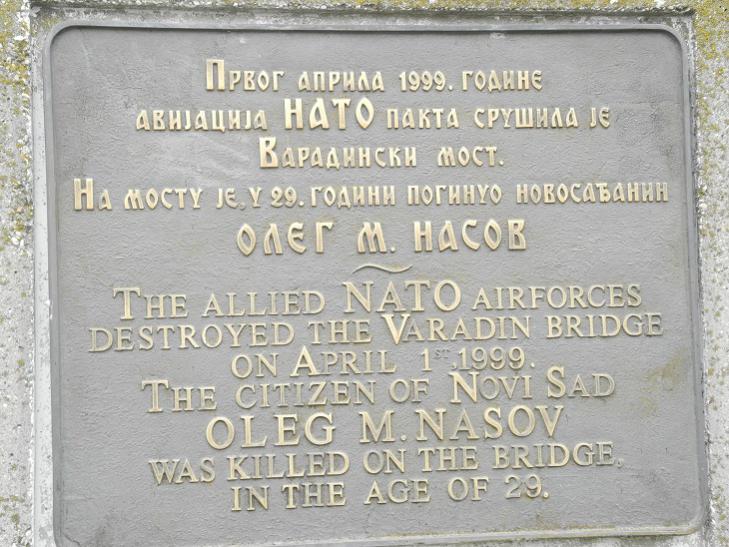 Првог априла 1999. године
авијација НАТО пакта срушила је
Варадински мост.
На мосту је, у 29. години погинуо новосађанин
ОЛЕГ М. НАСОВ
THE ALLIED NATO AIRFORCES
DESTROYED THE VARADIN BRIDGE
ON APRIL 1ST,1999.
THE CITIZEN OF NOVI SAD
OLEG M. NASOV
WAS KILLED ON THE BRIDGE,
IN THE AGE OF 29.